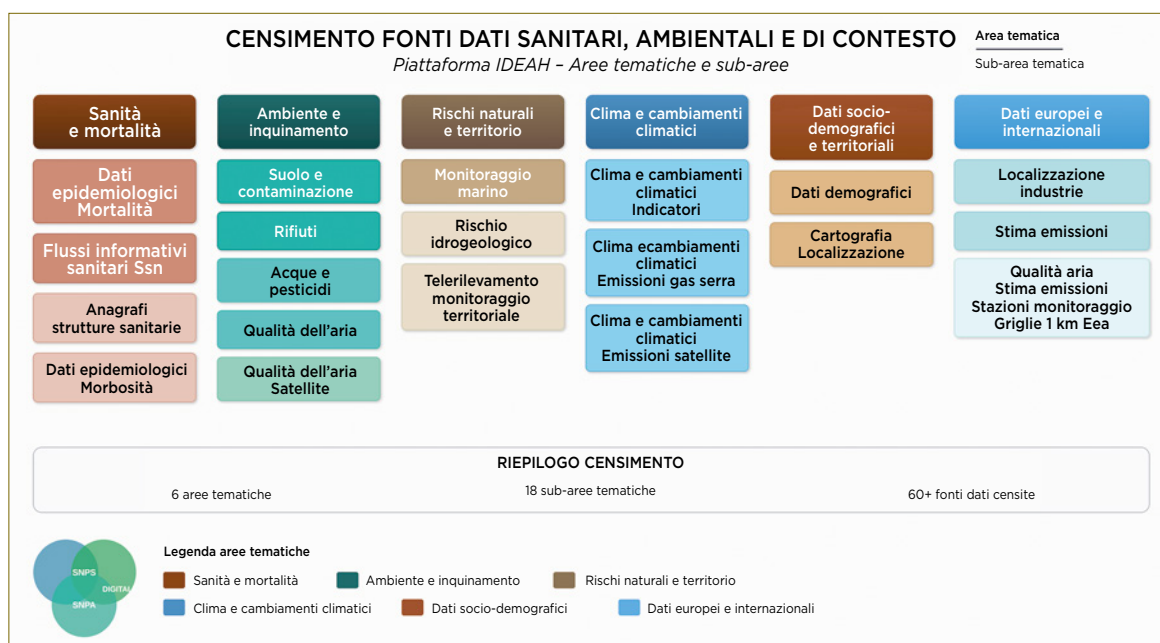 CENSIMENTO FONTI DATI SANITARI, AMBIENTALI E DI CONTESTO
Piattaforma IDEAH – Aree tematiche e sub-aree
Area tematica
Sub-area tematica
Sanità
e mortalità
Dati
epidemiologici
Mortalità
Flussi informativi
sanitari Ssn
Anagrafi
strutture sanitarie
Dati epidemiologici
Morbosità
Ambiente e
inquinamento
Suolo e
contaminazione
Rifiuti
Acque e
pesticidi
Qualità dell’aria
Qualità dell’aria
Satellite
Rischi naturali
e territorio
Monitoraggio
marino
Rischio
idrogeologico
Telerilevamento
monitoraggio
territoriale
Clima e cambiamenti
climatici
Clima e cambiamenti
climatici
Indicatori
Clima ecambiamenti
climatici
Emissioni gas serra
Clima e cambiamenti
climatici
Emissioni satellite
Dati socio-
demografici
e territoriali
Dati demografici
Cartografia
Localizzazione
Dati europei e
internazionali
Localizzazione
industrie
Stima emissioni
Qualità aria
Stima emissioni
Stazioni monitoraggio
Griglie 1 km Eea
RIEPILOGO CENSIMENTO
6 aree tematiche
18 sub-aree tematiche
60+ fonti dati censite
SNPS
DIGITAL
SNPA
Legenda aree tematiche
Sanità e mortalità
Ambiente e inquinamento
Rischi naturali e territorio
Clima e cambiamenti climatici
Dati socio-demografici
Dati europei e internazionali